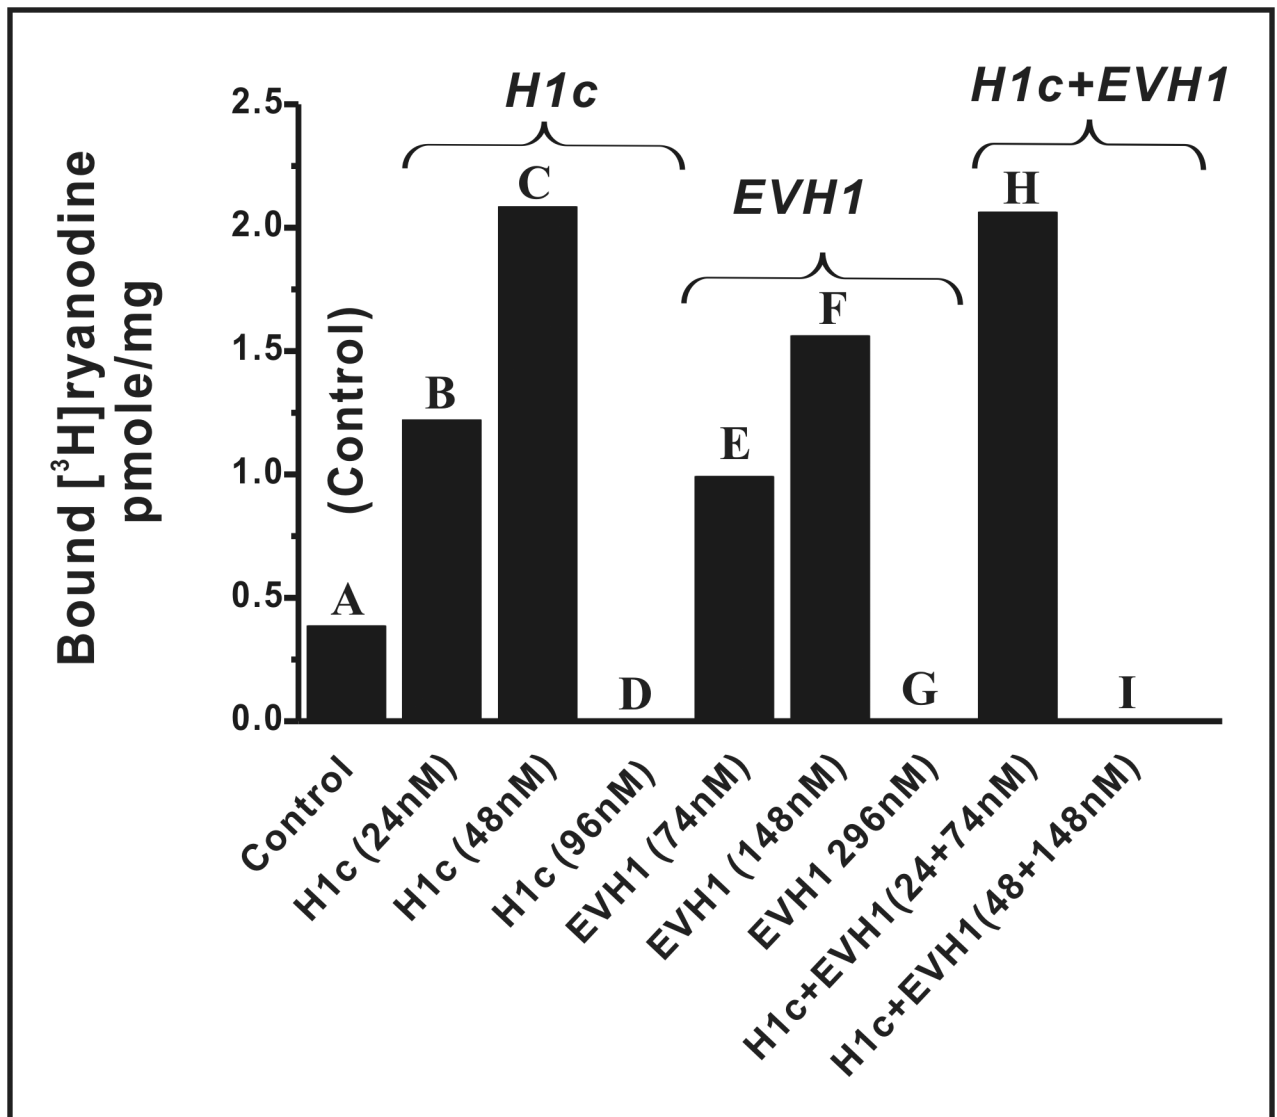 H1c
H1c+EVH1
EVH1
2.5
2.0
1.5
1.0
0.5
0.0
Bound [³H]ryanodine
pmole/mg
(Control)
A
B
C
D
E
F
G
H
I
Control
H1c (24nM)
H1c (48nM)
H1c (96nM)
EVH1 (74nM)
EVH1 (148nM)
EVH1 296nM)
H1c+EVH1(24+74nM)
H1c+EVH1(48+148nM)